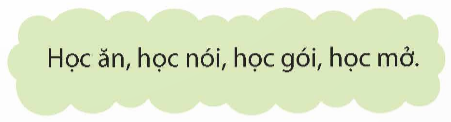 Học ăn, học nói, học gói, học mở.